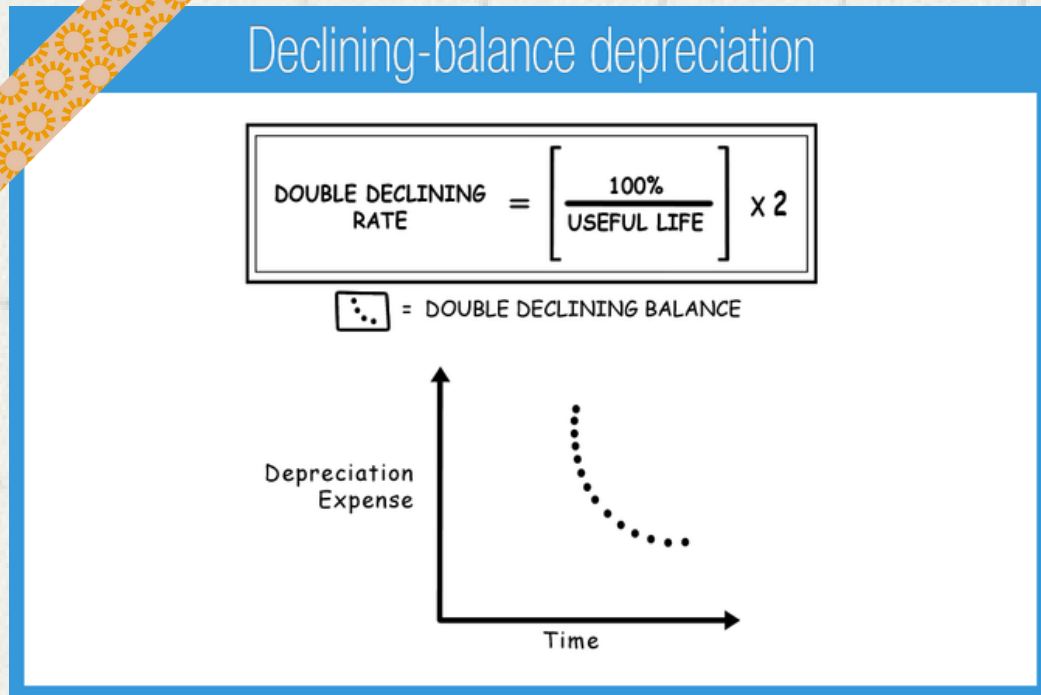 Declining-balance depreciation
DOUBLE DECLINING
RATE
=
100%
USEFUL LIFE
x 2
= DOUBLE DECLINING BALANCE
Depreciation
Expense
Time